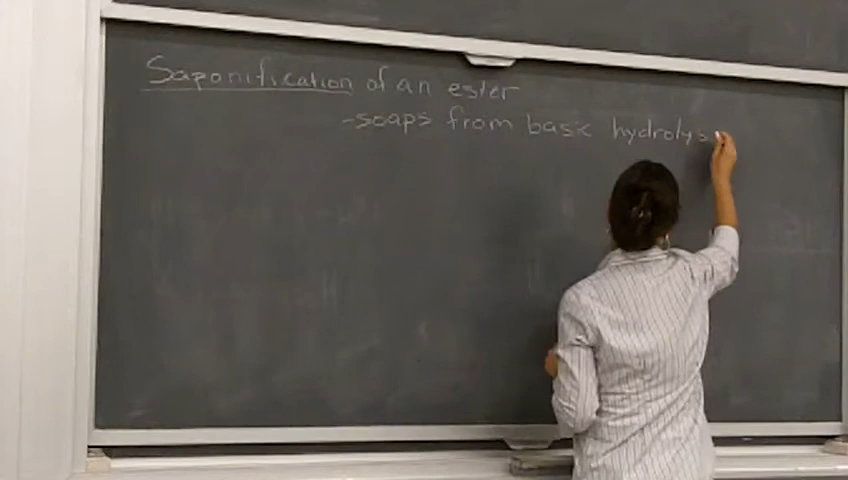 Saponification of an ester
-soaps from basic hydrolys